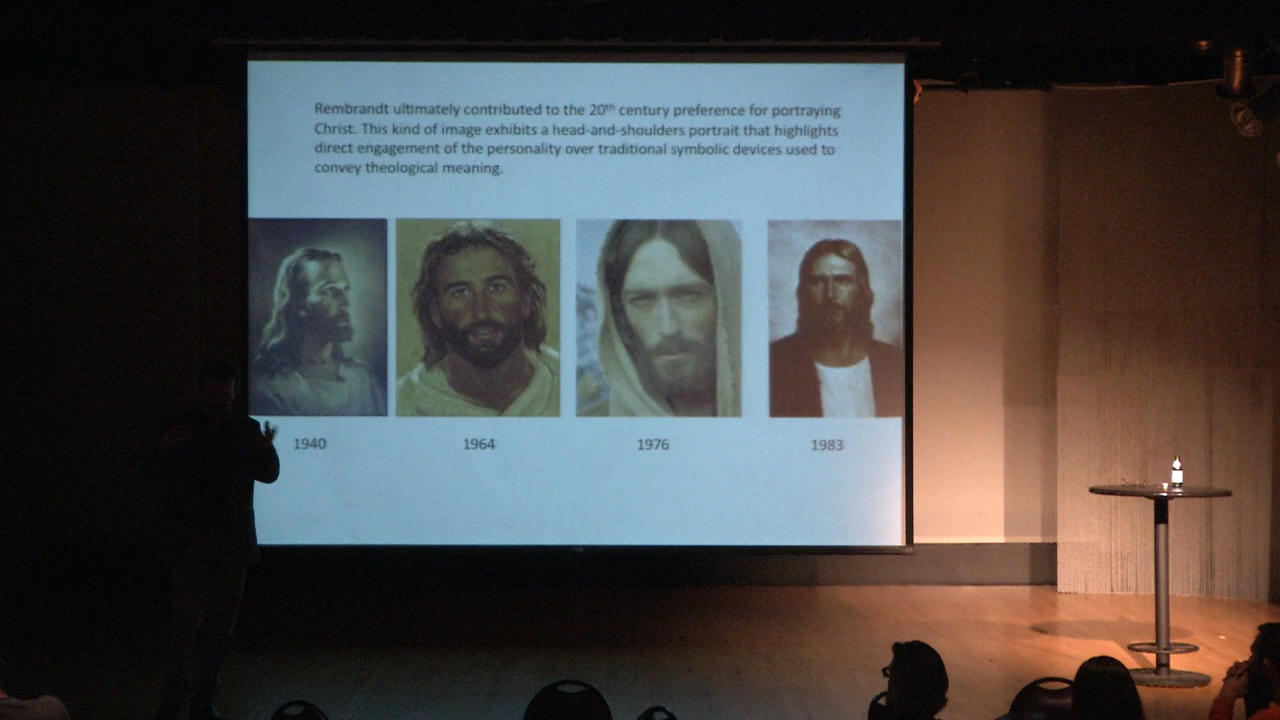 Rembrandt ultimately contributed to the 20th century preference for portraying
Christ. This kind of image exhibits a head-and-shoulders portrait that highlights
direct engagement of the personality over traditional symbolic devices used to
convey theological meaning.
1940 1964 1976 1983